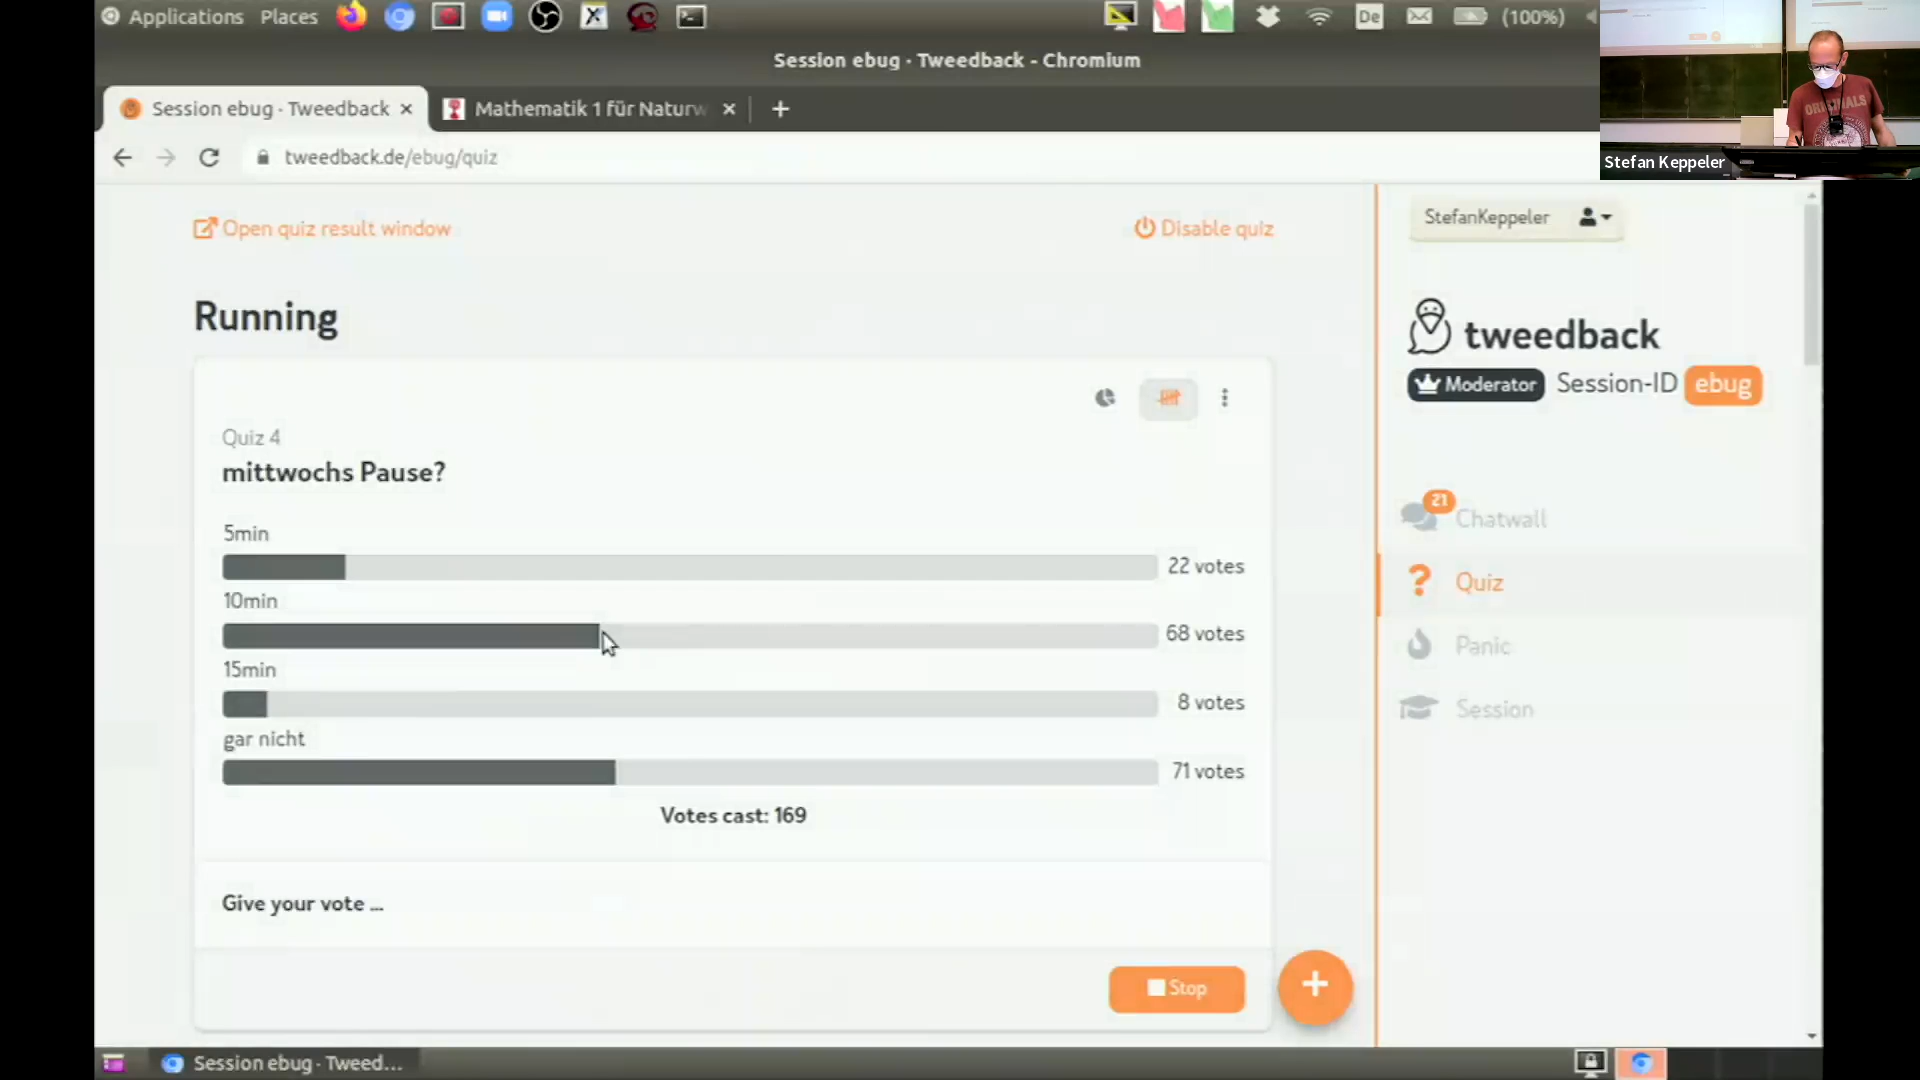 Applications Places De (100%)
Session ebug · Tweedback - Chromium
Session ebug · Tweedback × Mathematik 1 für Naturw × +
tweedback.de/ebug/quiz
ORIGINALS
Stefan Keppeler
Open quiz result window
Disable quiz
StefanKeppeler
Running
tweedback
Moderator Session-ID ebug
Quiz 4
mittwochs Pause?
5min
22 votes
10min
68 votes
15min
8 votes
gar nicht
71 votes
Votes cast: 169
Give your vote ...
Stop
+
21
Chatwall
? Quiz
Panic
Session
Session ebug · Tweed...